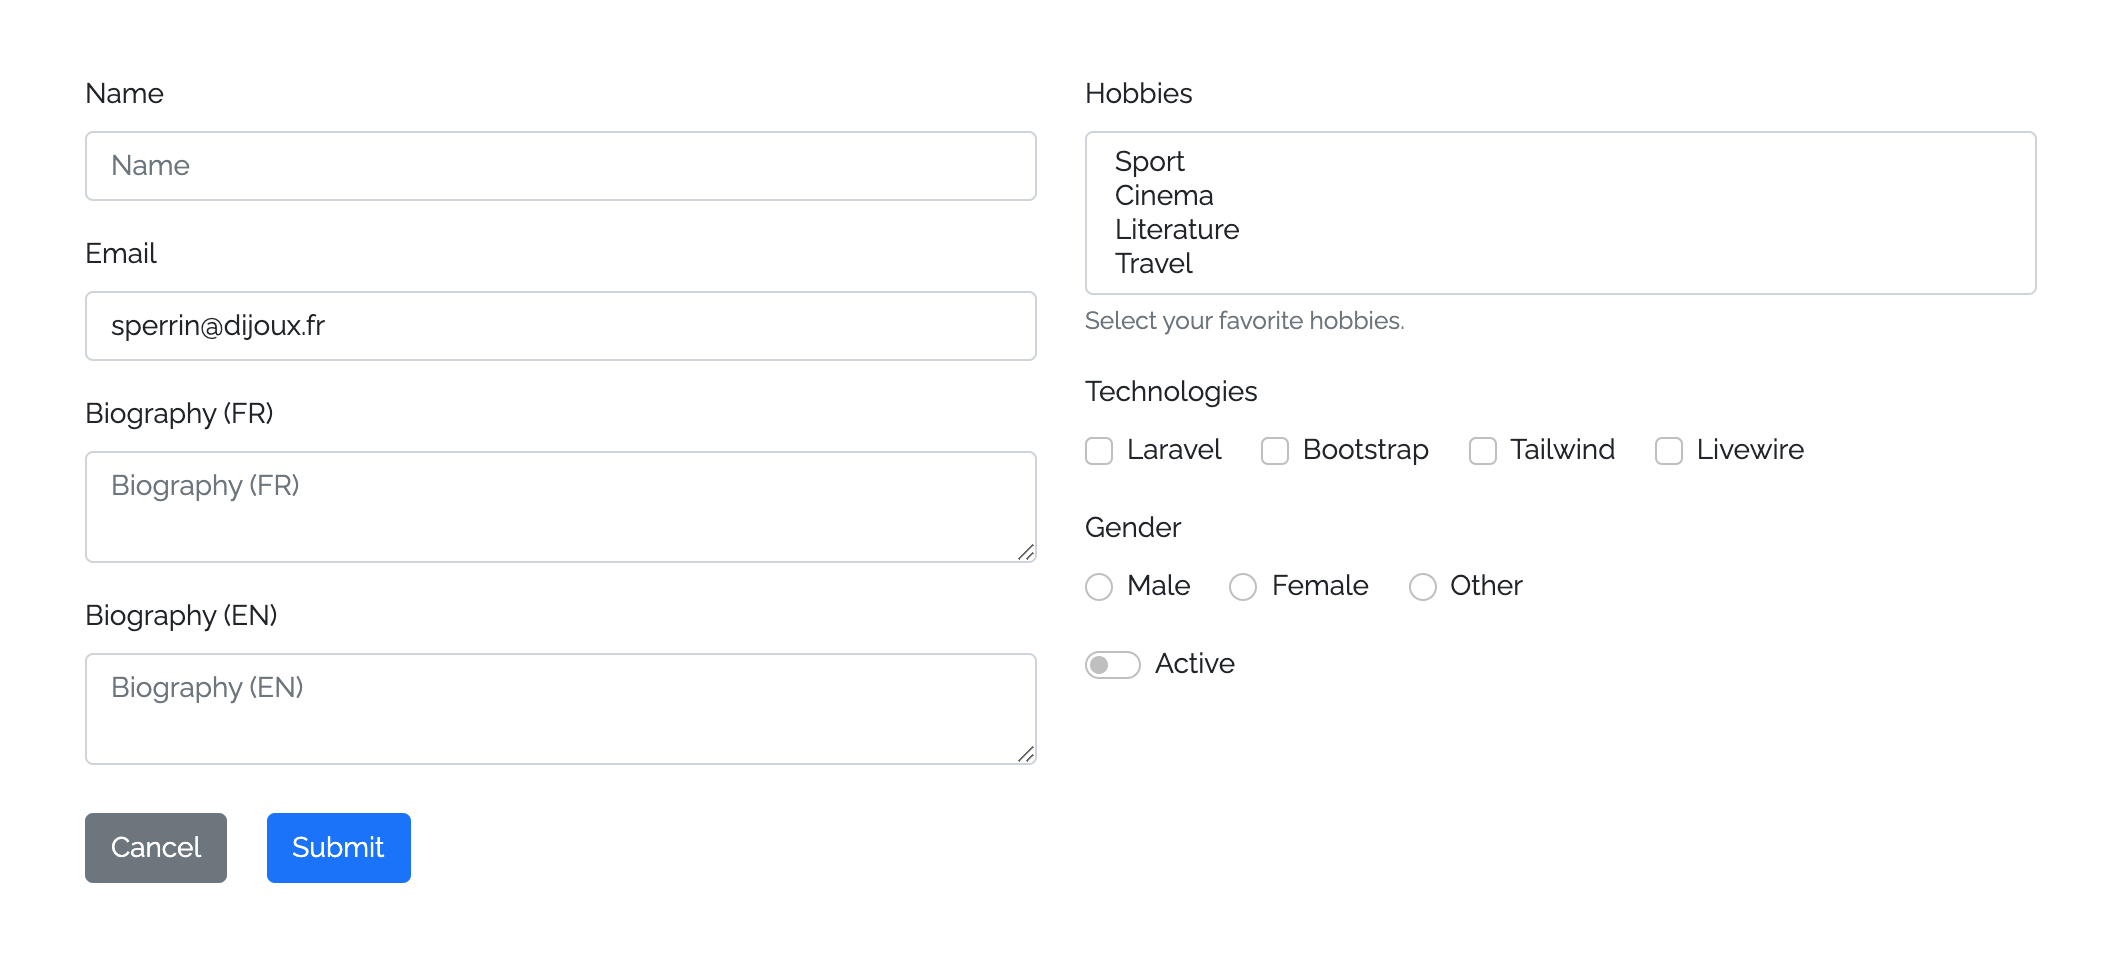 Name
Name
Email
sperrin@dijoux.fr
Biography (FR)
Biography (FR)
Biography (EN)
Biography (EN)
Cancel Submit
Hobbies
Sport
Cinema
Literature
Travel
Select your favorite hobbies.
Technologies
Laravel Bootstrap Tailwind Livewire
Gender
Male Female Other
Active